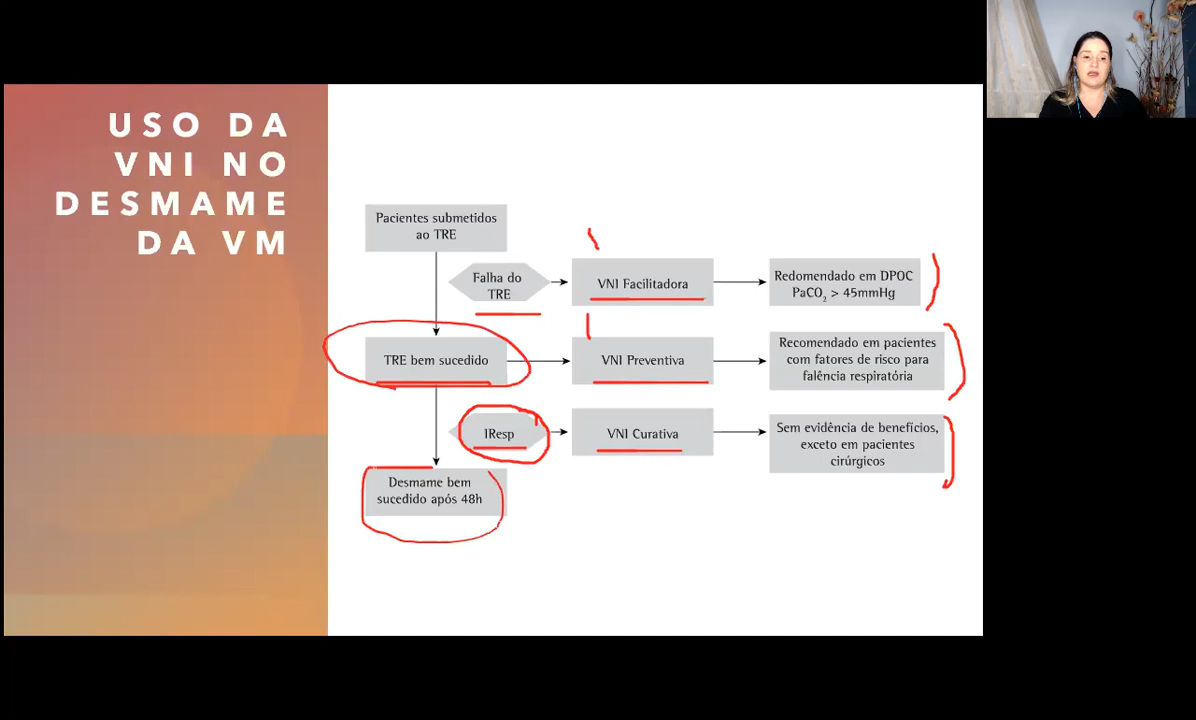 USO DA
VNI NO
DESMAME
DA VM
Pacientes submetidos
ao TRE
Falha do
TRE
VNI Facilitadora
Redomendado em DPOC
PaCO₂ > 45mmHg
TRE bem sucedido
VNI Preventiva
Recomendado em pacientes
com fatores de risco para
falência respiratória
IResp
VNI Curativa
Sem evidência de benefícios,
exceto em pacientes
cirúrgicos
Desmame bem
sucedido após 48h